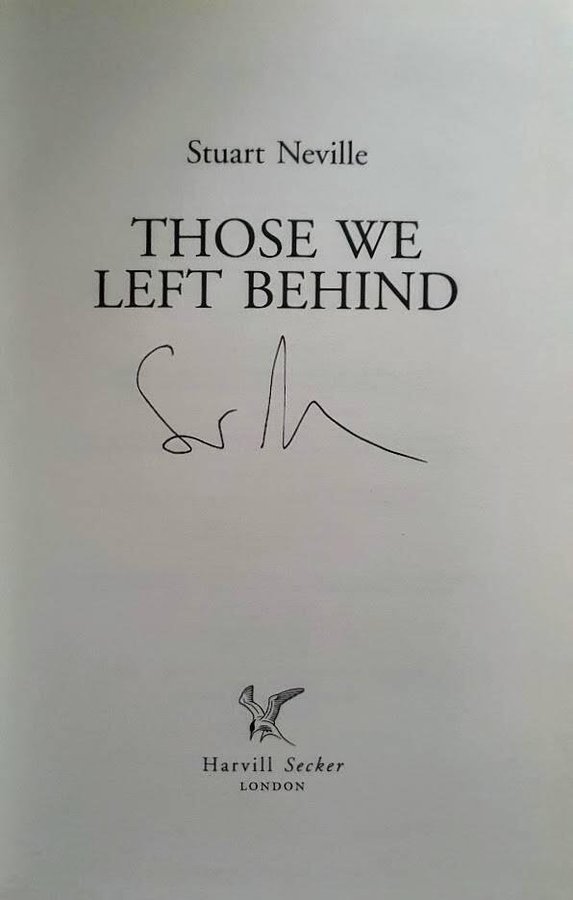 Stuart Neville
THOSE WE
LEFT BEHIND
Harvill Secker
LONDON